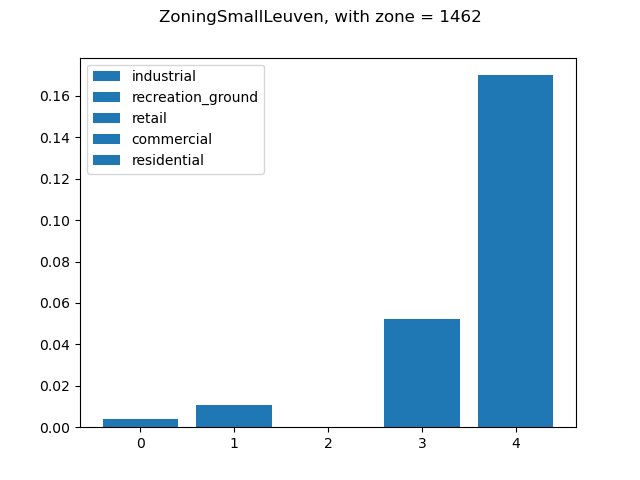 ZoningSmallLeuven, with zone = 1462
industrial
recreation_ground
retail
commercial
residential
0.16
0.14
0.12
0.10
0.08
0.06
0.04
0.02
0.00
0 1 2 3 4